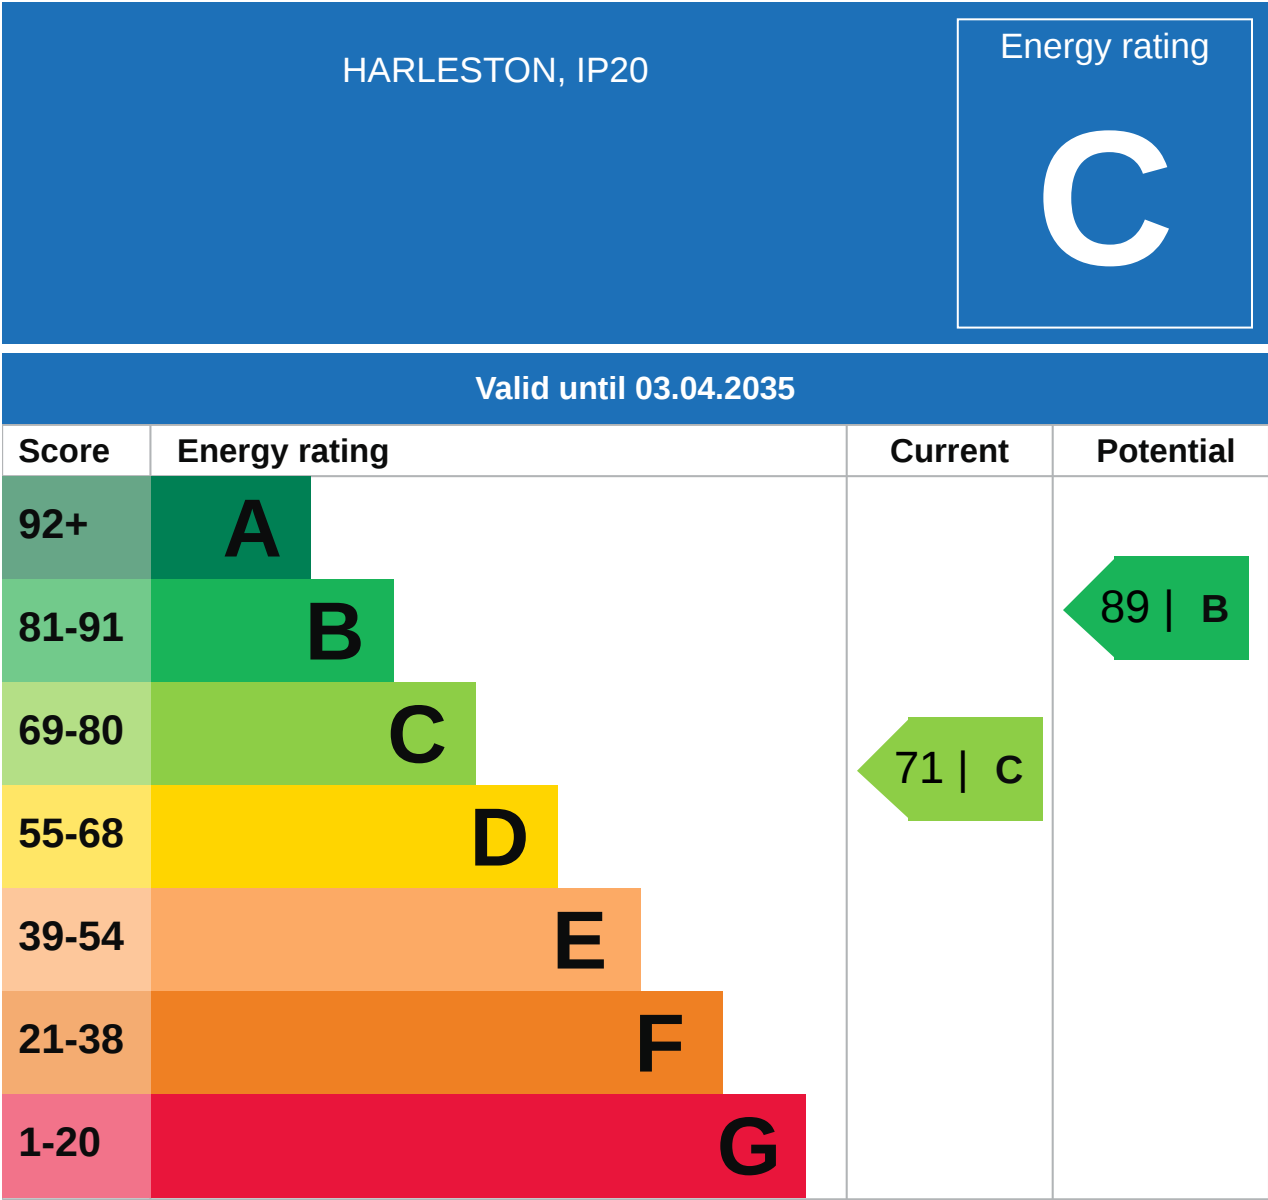 HARLESTON, IP20
Energy rating
C
Valid until 03.04.2035
Score Energy rating Current Potential
92+ A
81-91 B
89 | B
69-80 C
71 | C
55-68 D
39-54 E
21-38 F
1-20 G